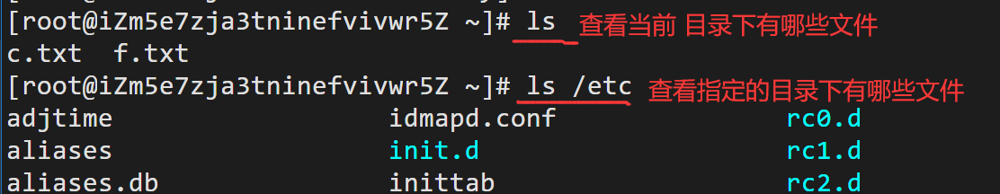 [root@iZm5e7zja3tninefvivwr5Z ~]# ls 查看当前 目录下有哪些文件
c.txt f.txt
[root@iZm5e7zja3tninefvivwr5Z ~]# ls /etc 查看指定的目录下有哪些文件
adjtime idmapd.conf rc0.d
aliases init.d rc1.d
aliases.db inittab rc2.d